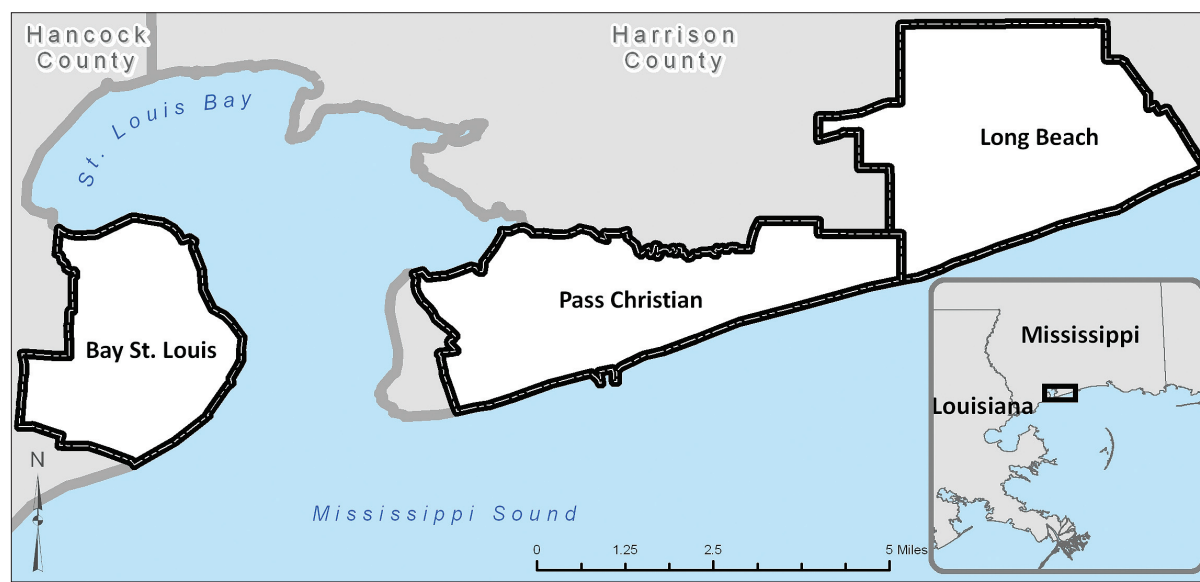 Hancock
County
Harrison
County
St. Louis Bay
Long Beach
Pass Christian
Bay St. Louis
Mississippi
Louisiana
N
Mississippi Sound
0 1.25 2.5 5 Miles